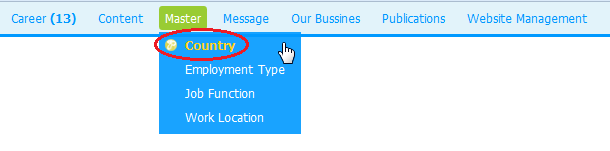 Career (13) Content Master Message Our Bussines Publications Website Management
Country
Employment Type
Job Function
Work Location